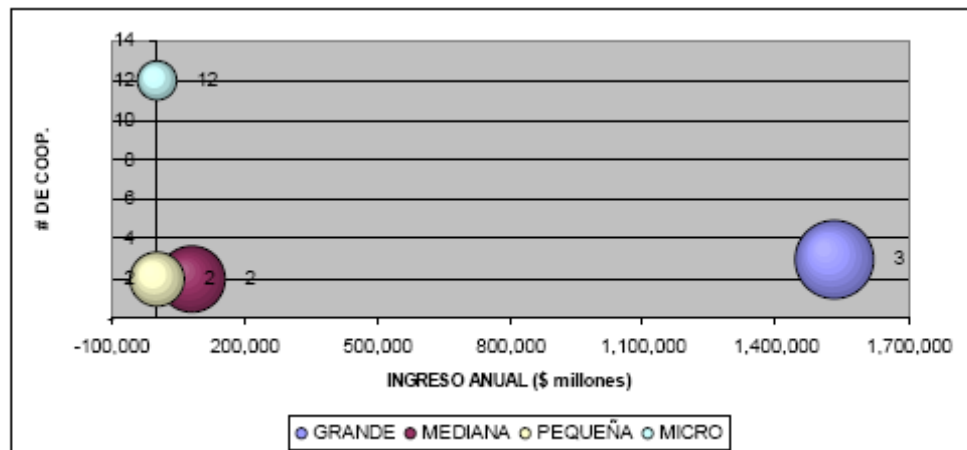 14
12 12
10
8
6
4
3
2 2 2
-100,000 200,000 500,000 800,000 1,100,000 1,400,000 1,700,000
# DE COOP.
INGRESO ANUAL ($ millones)
GRANDE MEDIANA PEQUEÑA MICRO